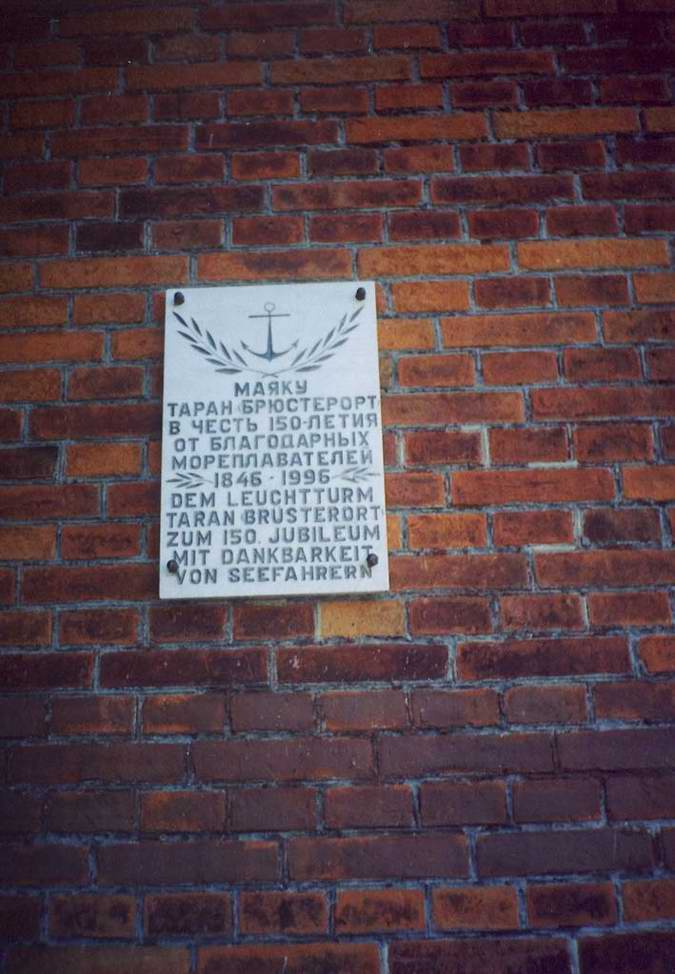 МАЯКУ
ТАРАН БРЮСТЕРОРТ
В ЧЕСТЬ 150-ЛЕТИЯ
ОТ БЛАГОДАРНЫХ
МОРЕПЛАВАТЕЛЕЙ
1846 - 1996
DEM LEUCHTTURM
TARAN BRUSTERORT
ZUM 150. JUBILEUM
MIT DANKBARKEIT
VON SEEFAHRERN